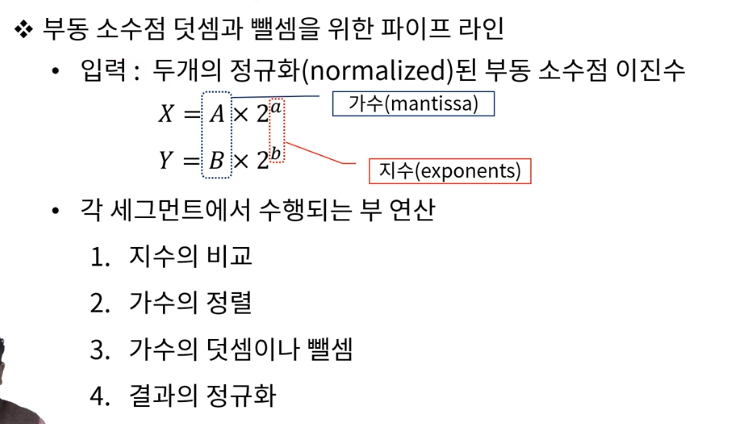 ❖ 부동 소수점 덧셈과 뺄셈을 위한 파이프 라인
• 입력 : 두개의 정규화(normalized)된 부동 소수점 이진수
X = A × 2^a
가수(mantissa)
Y = B × 2^b
지수(exponents)
• 각 세그먼트에서 수행되는 부 연산
1. 지수의 비교
2. 가수의 정렬
3. 가수의 덧셈이나 뺄셈
4. 결과의 정규화